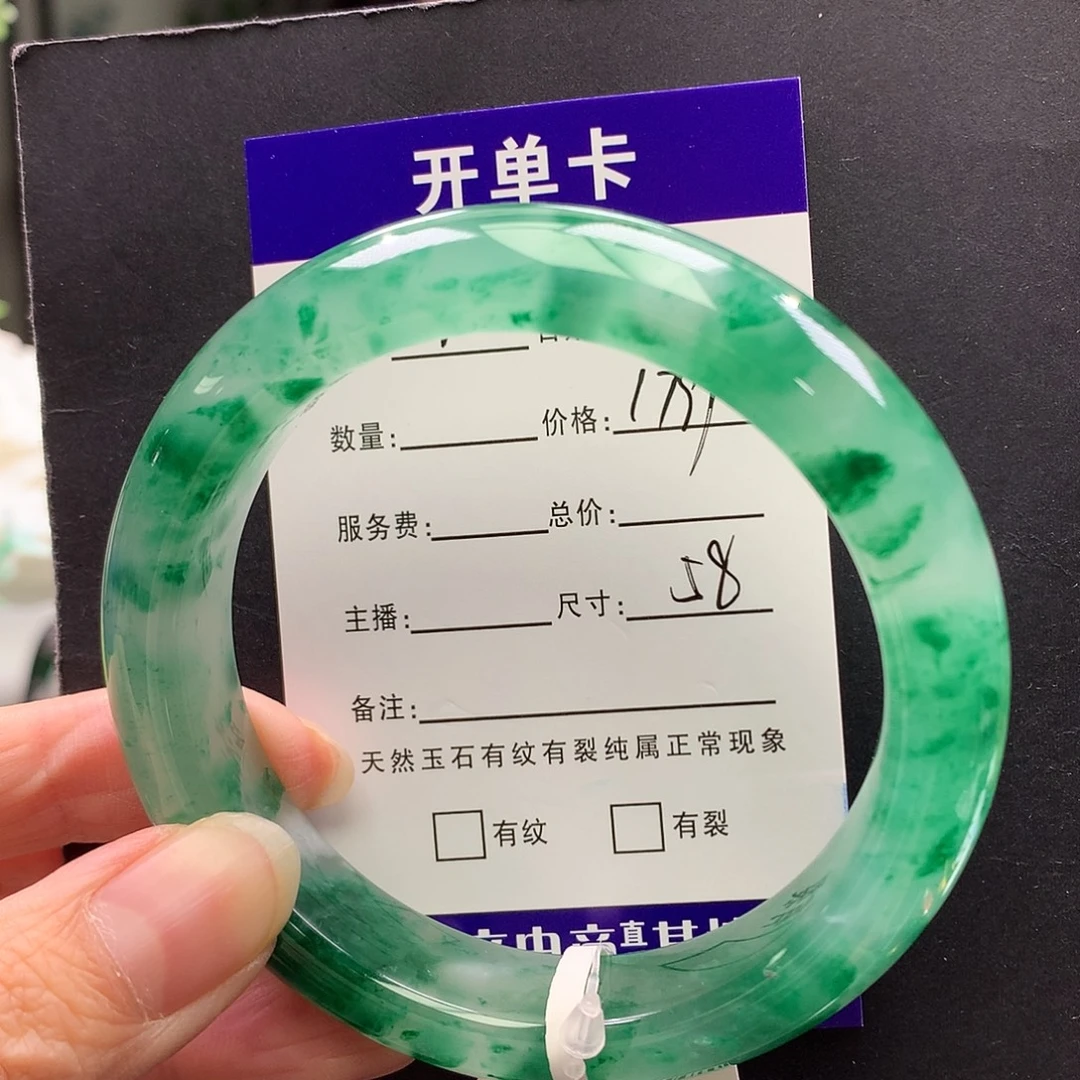 开单卡
数量: 价格:
服务费: 总价:
主播: 尺寸: 58
备注:
天然玉石有纹有裂纯属正常现象
有纹 有裂